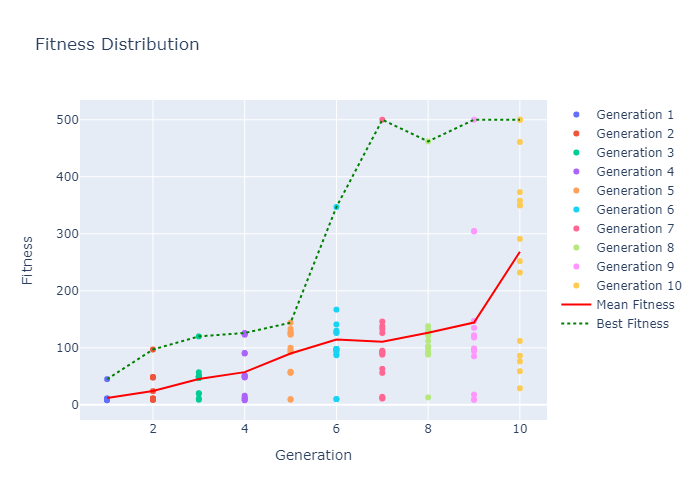 Fitness Distribution
500
400
300
200
100
0
Fitness
2
4
6
8
10
Generation
Generation 1
Generation 2
Generation 3
Generation 4
Generation 5
Generation 6
Generation 7
Generation 8
Generation 9
Generation 10
Mean Fitness
Best Fitness